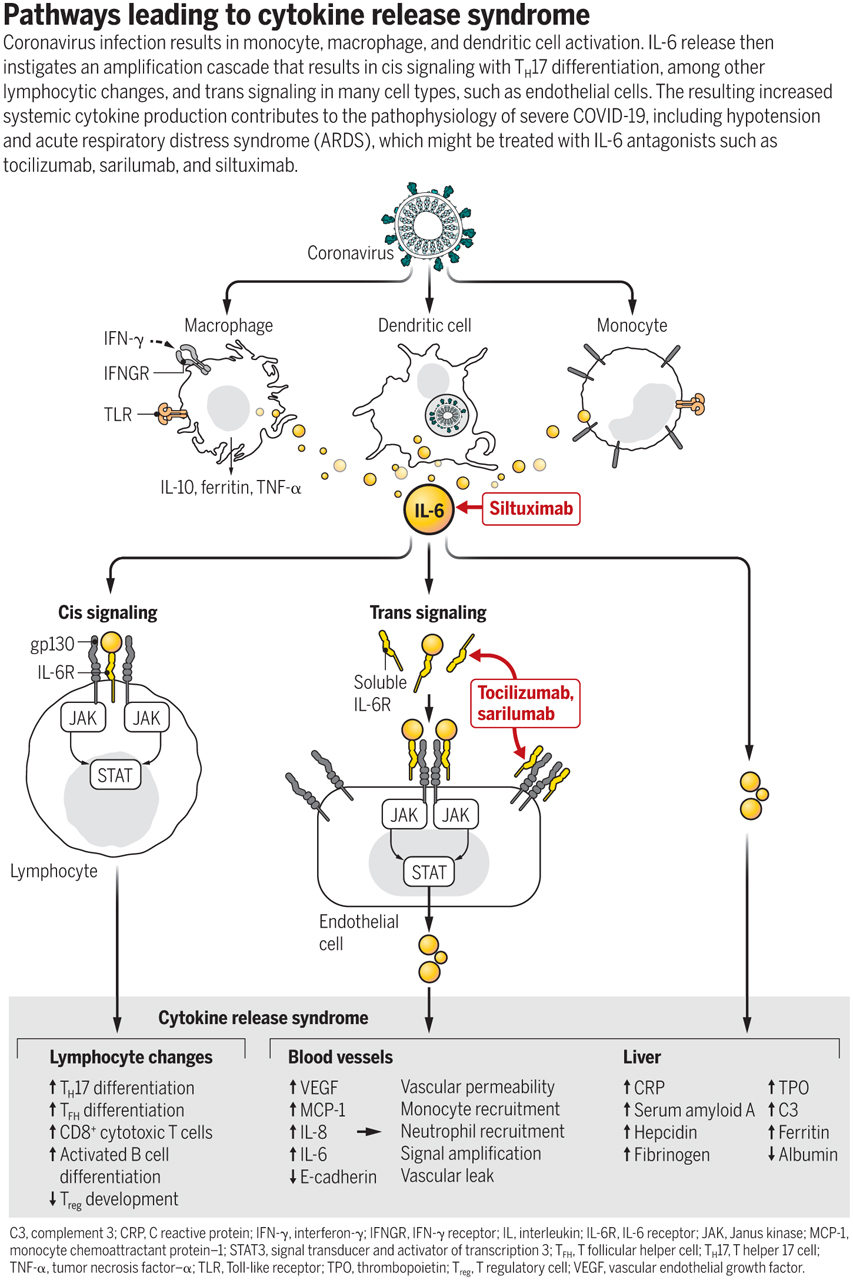 Pathways leading to cytokine release syndrome
Coronavirus infection results in monocyte, macrophage, and dendritic cell activation. IL-6 release then
instigates an amplification cascade that results in cis signaling with TH17 differentiation, among other
lymphocytic changes, and trans signaling in many cell types, such as endothelial cells. The resulting increased
systemic cytokine production contributes to the pathophysiology of severe COVID-19, including hypotension
and acute respiratory distress syndrome (ARDS), which might be treated with IL-6 antagonists such as
tocilizumab, sarilumab, and siltuximab.
Coronavirus
Macrophage
Dendritic cell
Monocyte
IFN-γ
IFNGR
TLR
IL-10, ferritin, TNF-α
IL-6
Siltuximab
Cis signaling
gp130
IL-6R
JAK
JAK
STAT
Lymphocyte
Trans signaling
Soluble
IL-6R
Tocilizumab,
sarilumab
JAK
JAK
STAT
Endothelial
cell
Cytokine release syndrome
Lymphocyte changes
↑ TH17 differentiation
↑ TFH differentiation
↑ CD8+ cytotoxic T cells
↑ Activated B cell
differentiation
↓ Treg development
Blood vessels
↑ VEGF Vascular permeability
↑ MCP-1 Monocyte recruitment
↑ IL-8 → Neutrophil recruitment
↑ IL-6 Signal amplification
↓ E-cadherin Vascular leak
Liver
↑ CRP ↑ TPO
↑ Serum amyloid A ↑ C3
↑ Hepcidin ↑ Ferritin
↑ Fibrinogen ↓ Albumin
C3, complement 3; CRP, C reactive protein; IFN-γ, interferon-γ; IFNGR, IFN-γ receptor; IL, interleukin; IL-6R, IL-6 receptor; JAK, Janus kinase; MCP-1,
monocyte chemoattractant protein–1; STAT3, signal transducer and activator of transcription 3; TFH, T follicular helper cell; TH17, T helper 17 cell;
TNF-α, tumor necrosis factor–α; TLR, Toll-like receptor; TPO, thrombopoietin; Treg, T regulatory cell; VEGF, vascular endothelial growth factor.